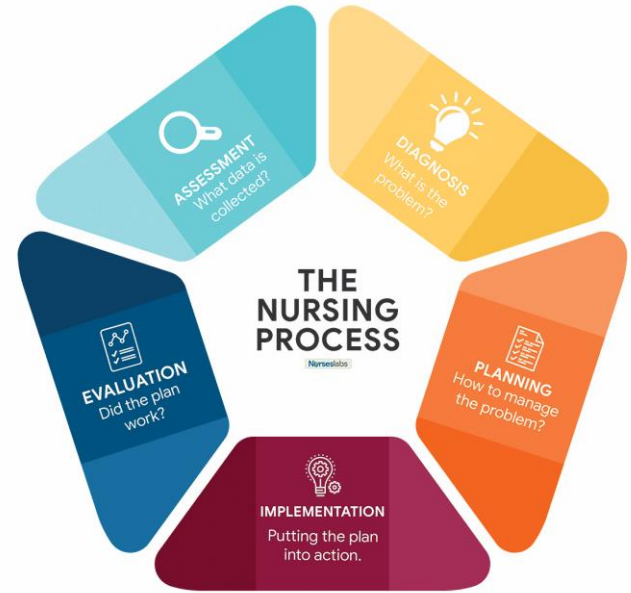 THE
NURSING
PROCESS
Nurseslabs
ASSESSMENT
What data is
collected?
DIAGNOSIS
What is the
problem?
PLANNING
How to manage
the problem?
IMPLEMENTATION
Putting the plan
into action.
EVALUATION
Did the plan
work?